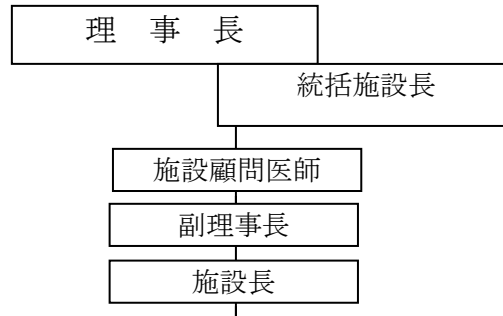 理　事　長
統括施設長
施設顧問医師
副理事長
施設長